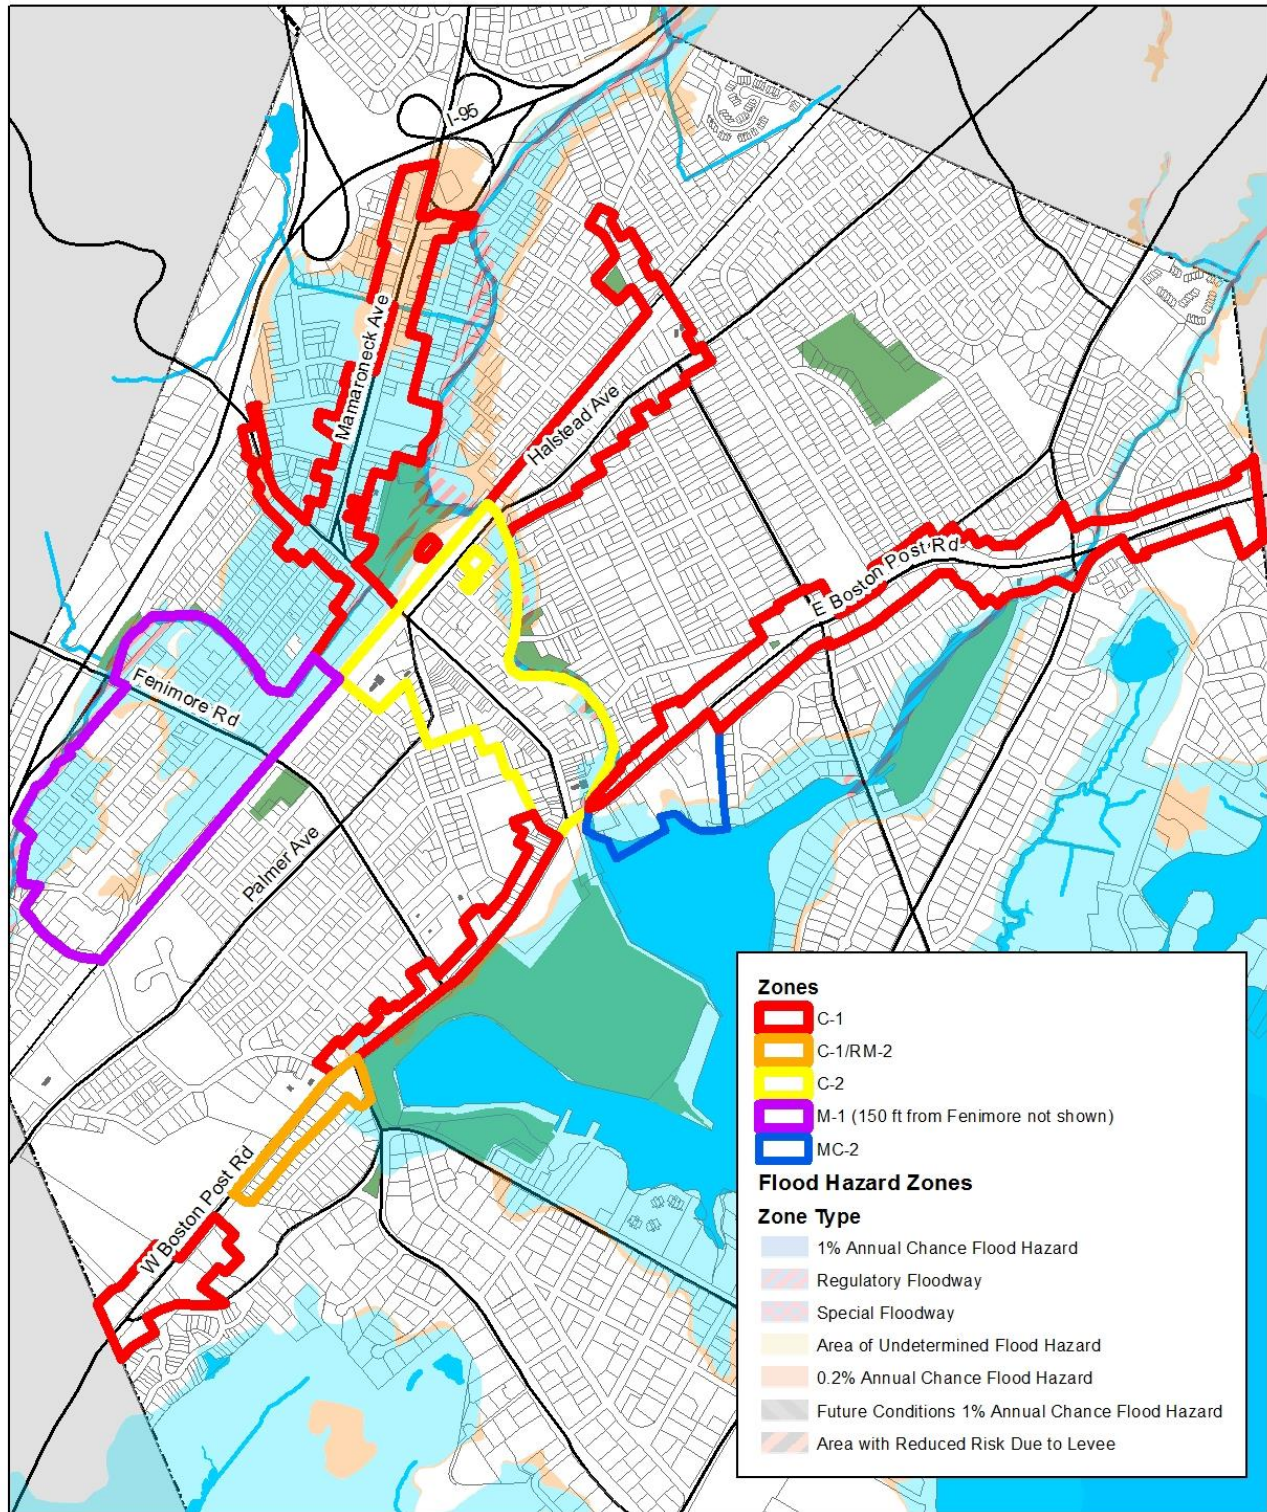 I-95
Mamaroneck Ave
Halstead Ave
E Boston Post Rd
Fenimore Rd
Palmer Ave
W Boston Post Rd
Zones
C-1
C-1/RM-2
C-2
M-1 (150 ft from Fenimore not shown)
MC-2
Flood Hazard Zones
Zone Type
1% Annual Chance Flood Hazard
Regulatory Floodway
Special Floodway
Area of Undetermined Flood Hazard
0.2% Annual Chance Flood Hazard
Future Conditions 1% Annual Chance Flood Hazard
Area with Reduced Risk Due to Levee